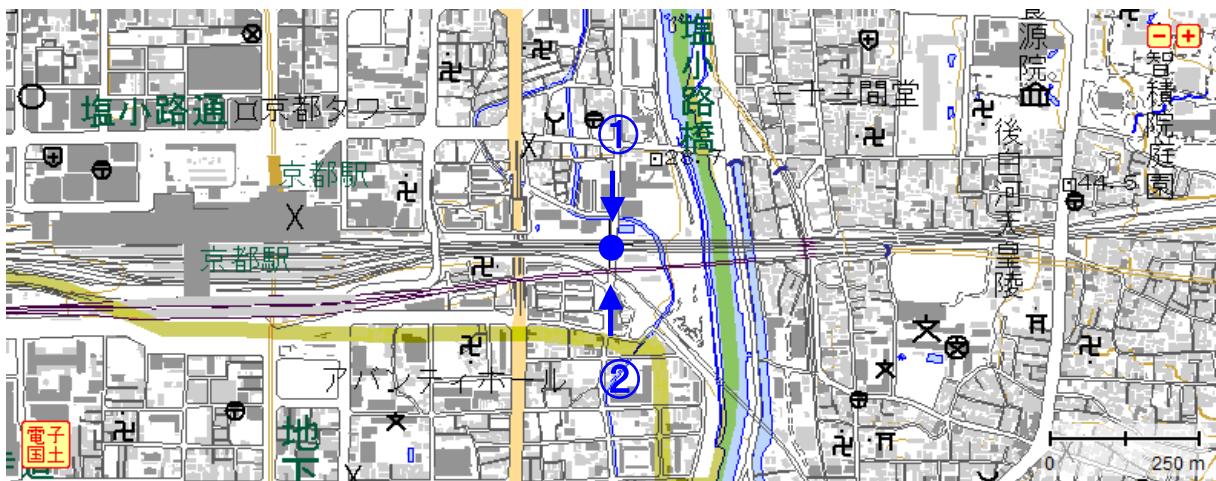 塩小路通
京都タワー
京都駅
京都駅
アバンティホール
地下
塩小路橋
三十三間堂
源院
智積院庭園
後白河天皇陵
28.7
44.5
①
②
電子
国土
0
250 m